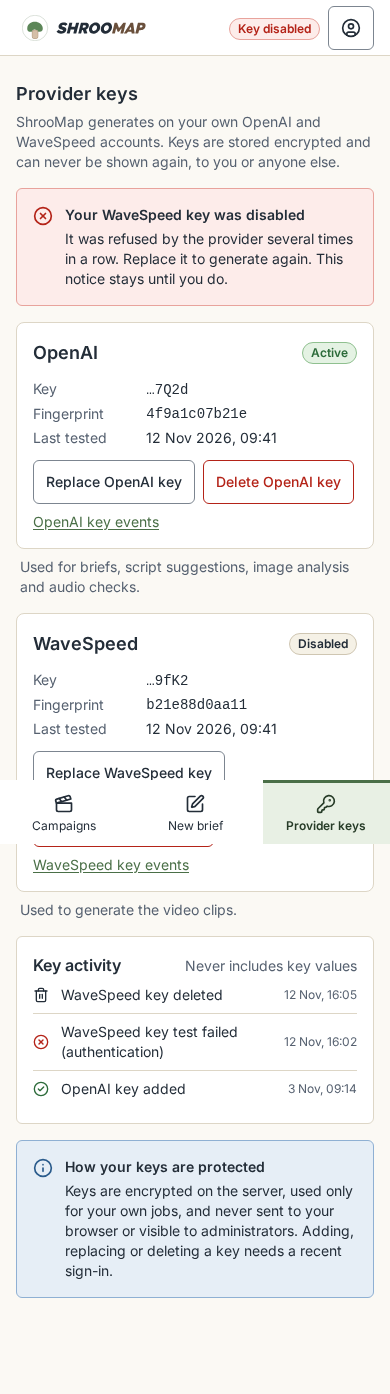 SHROOMAP
Key disabled
Provider keys
ShrooMap generates on your own OpenAI and
WaveSpeed accounts. Keys are stored encrypted and
can never be shown again, to you or anyone else.
Your WaveSpeed key was disabled
It was refused by the provider several times
in a row. Replace it to generate again. This
notice stays until you do.
OpenAI
Active
Key …7Q2d
Fingerprint 4f9a1c07b21e
Last tested 12 Nov 2026, 09:41
Replace OpenAI key Delete OpenAI key
OpenAI key events
Used for briefs, script suggestions, image analysis
and audio checks.
WaveSpeed
Disabled
Key …9fK2
Fingerprint b21e88d0aa11
Last tested 12 Nov 2026, 09:41
Replace WaveSpeed key
Campaigns New brief Provider keys
WaveSpeed key events
Used to generate the video clips.
Key activity Never includes key values
WaveSpeed key deleted 12 Nov, 16:05
WaveSpeed key test failed
(authentication) 12 Nov, 16:02
OpenAI key added 3 Nov, 09:14
How your keys are protected
Keys are encrypted on the server, used only
for your own jobs, and never sent to your
browser or visible to administrators. Adding,
replacing or deleting a key needs a recent
sign-in.